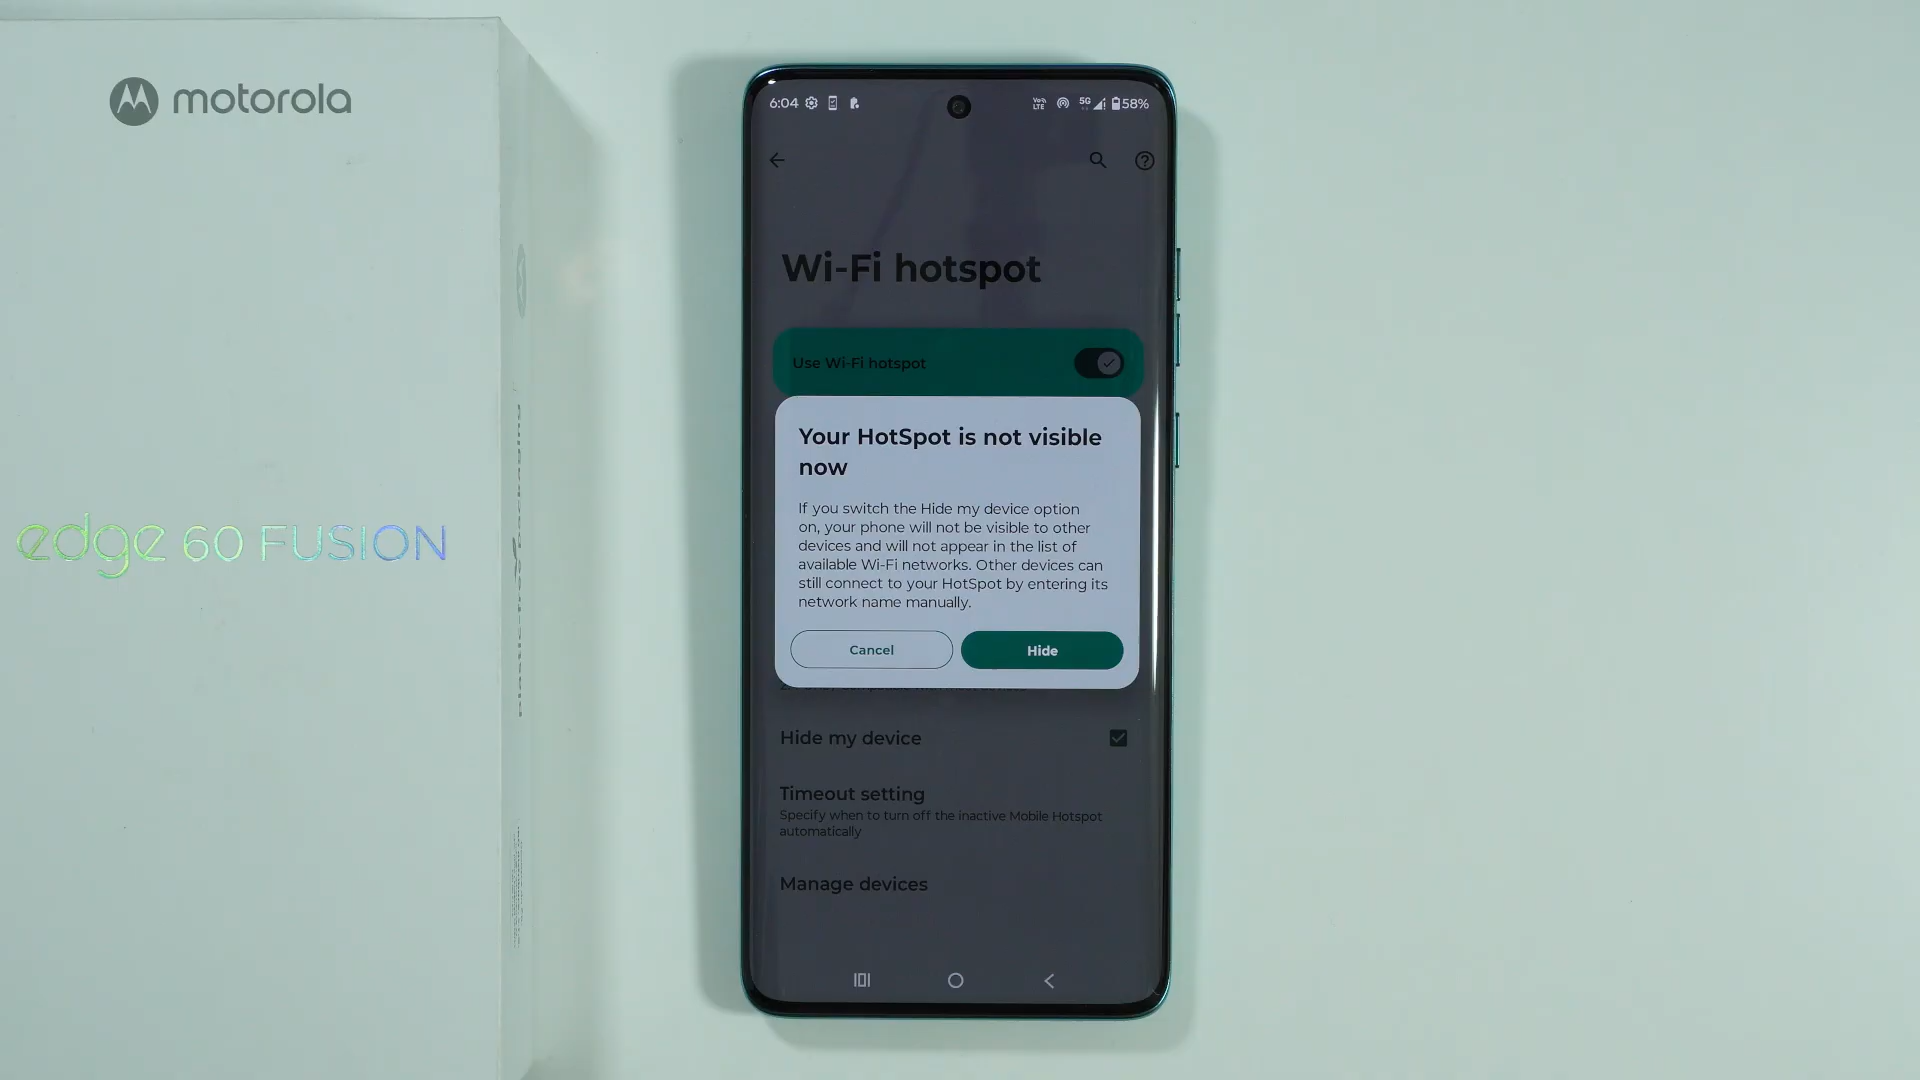 motorola
edge 60 FUSION
6:04
Vo
LTE
5G
58%
Wi-Fi hotspot
Use Wi-Fi hotspot
Your HotSpot is not visible
now
If you switch the Hide my device option
on, your phone will not be visible to other
devices and will not appear in the list of
available Wi-Fi networks. Other devices can
still connect to your HotSpot by entering its
network name manually.
Cancel
Hide
Hide my device
Timeout setting
Specify when to turn off the inactive Mobile Hotspot
automatically
Manage devices